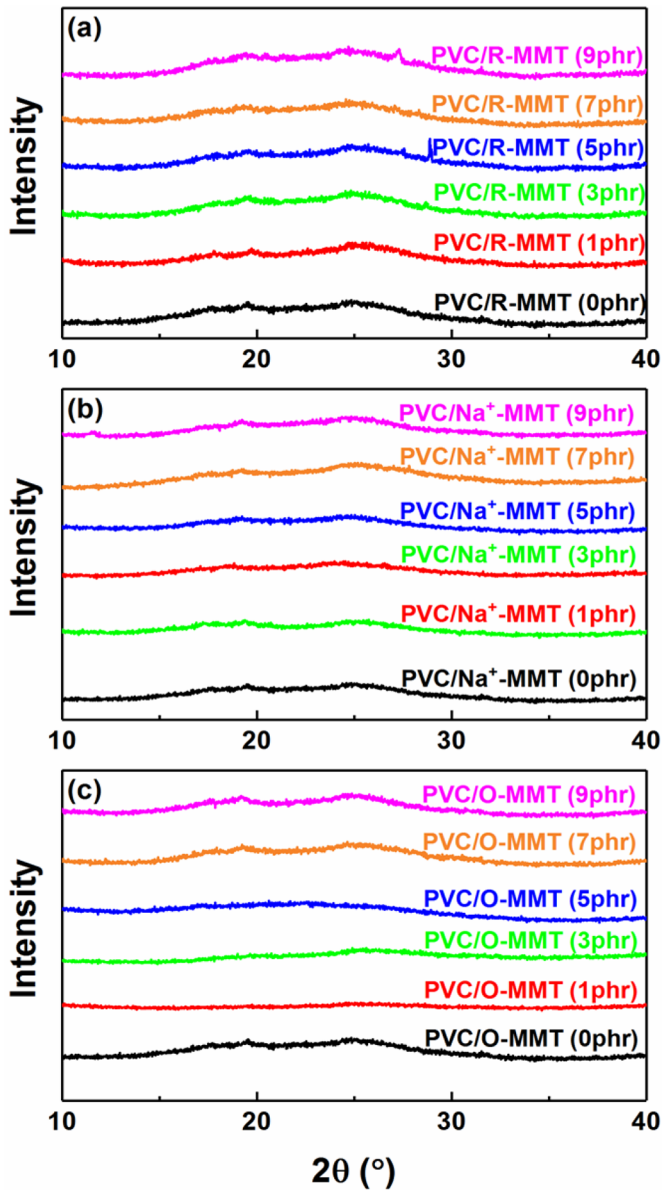 (a)
PVC/R-MMT (9phr)
PVC/R-MMT (7phr)
PVC/R-MMT (5phr)
PVC/R-MMT (3phr)
PVC/R-MMT (1phr)
PVC/R-MMT (0phr)
Intensity
10 20 30 40
(b)
PVC/Na⁺-MMT (9phr)
PVC/Na⁺-MMT (7phr)
PVC/Na⁺-MMT (5phr)
PVC/Na⁺-MMT (3phr)
PVC/Na⁺-MMT (1phr)
PVC/Na⁺-MMT (0phr)
Intensity
10 20 30 40
(c)
PVC/O-MMT (9phr)
PVC/O-MMT (7phr)
PVC/O-MMT (5phr)
PVC/O-MMT (3phr)
PVC/O-MMT (1phr)
PVC/O-MMT (0phr)
Intensity
10 20 30 40
2θ (°)